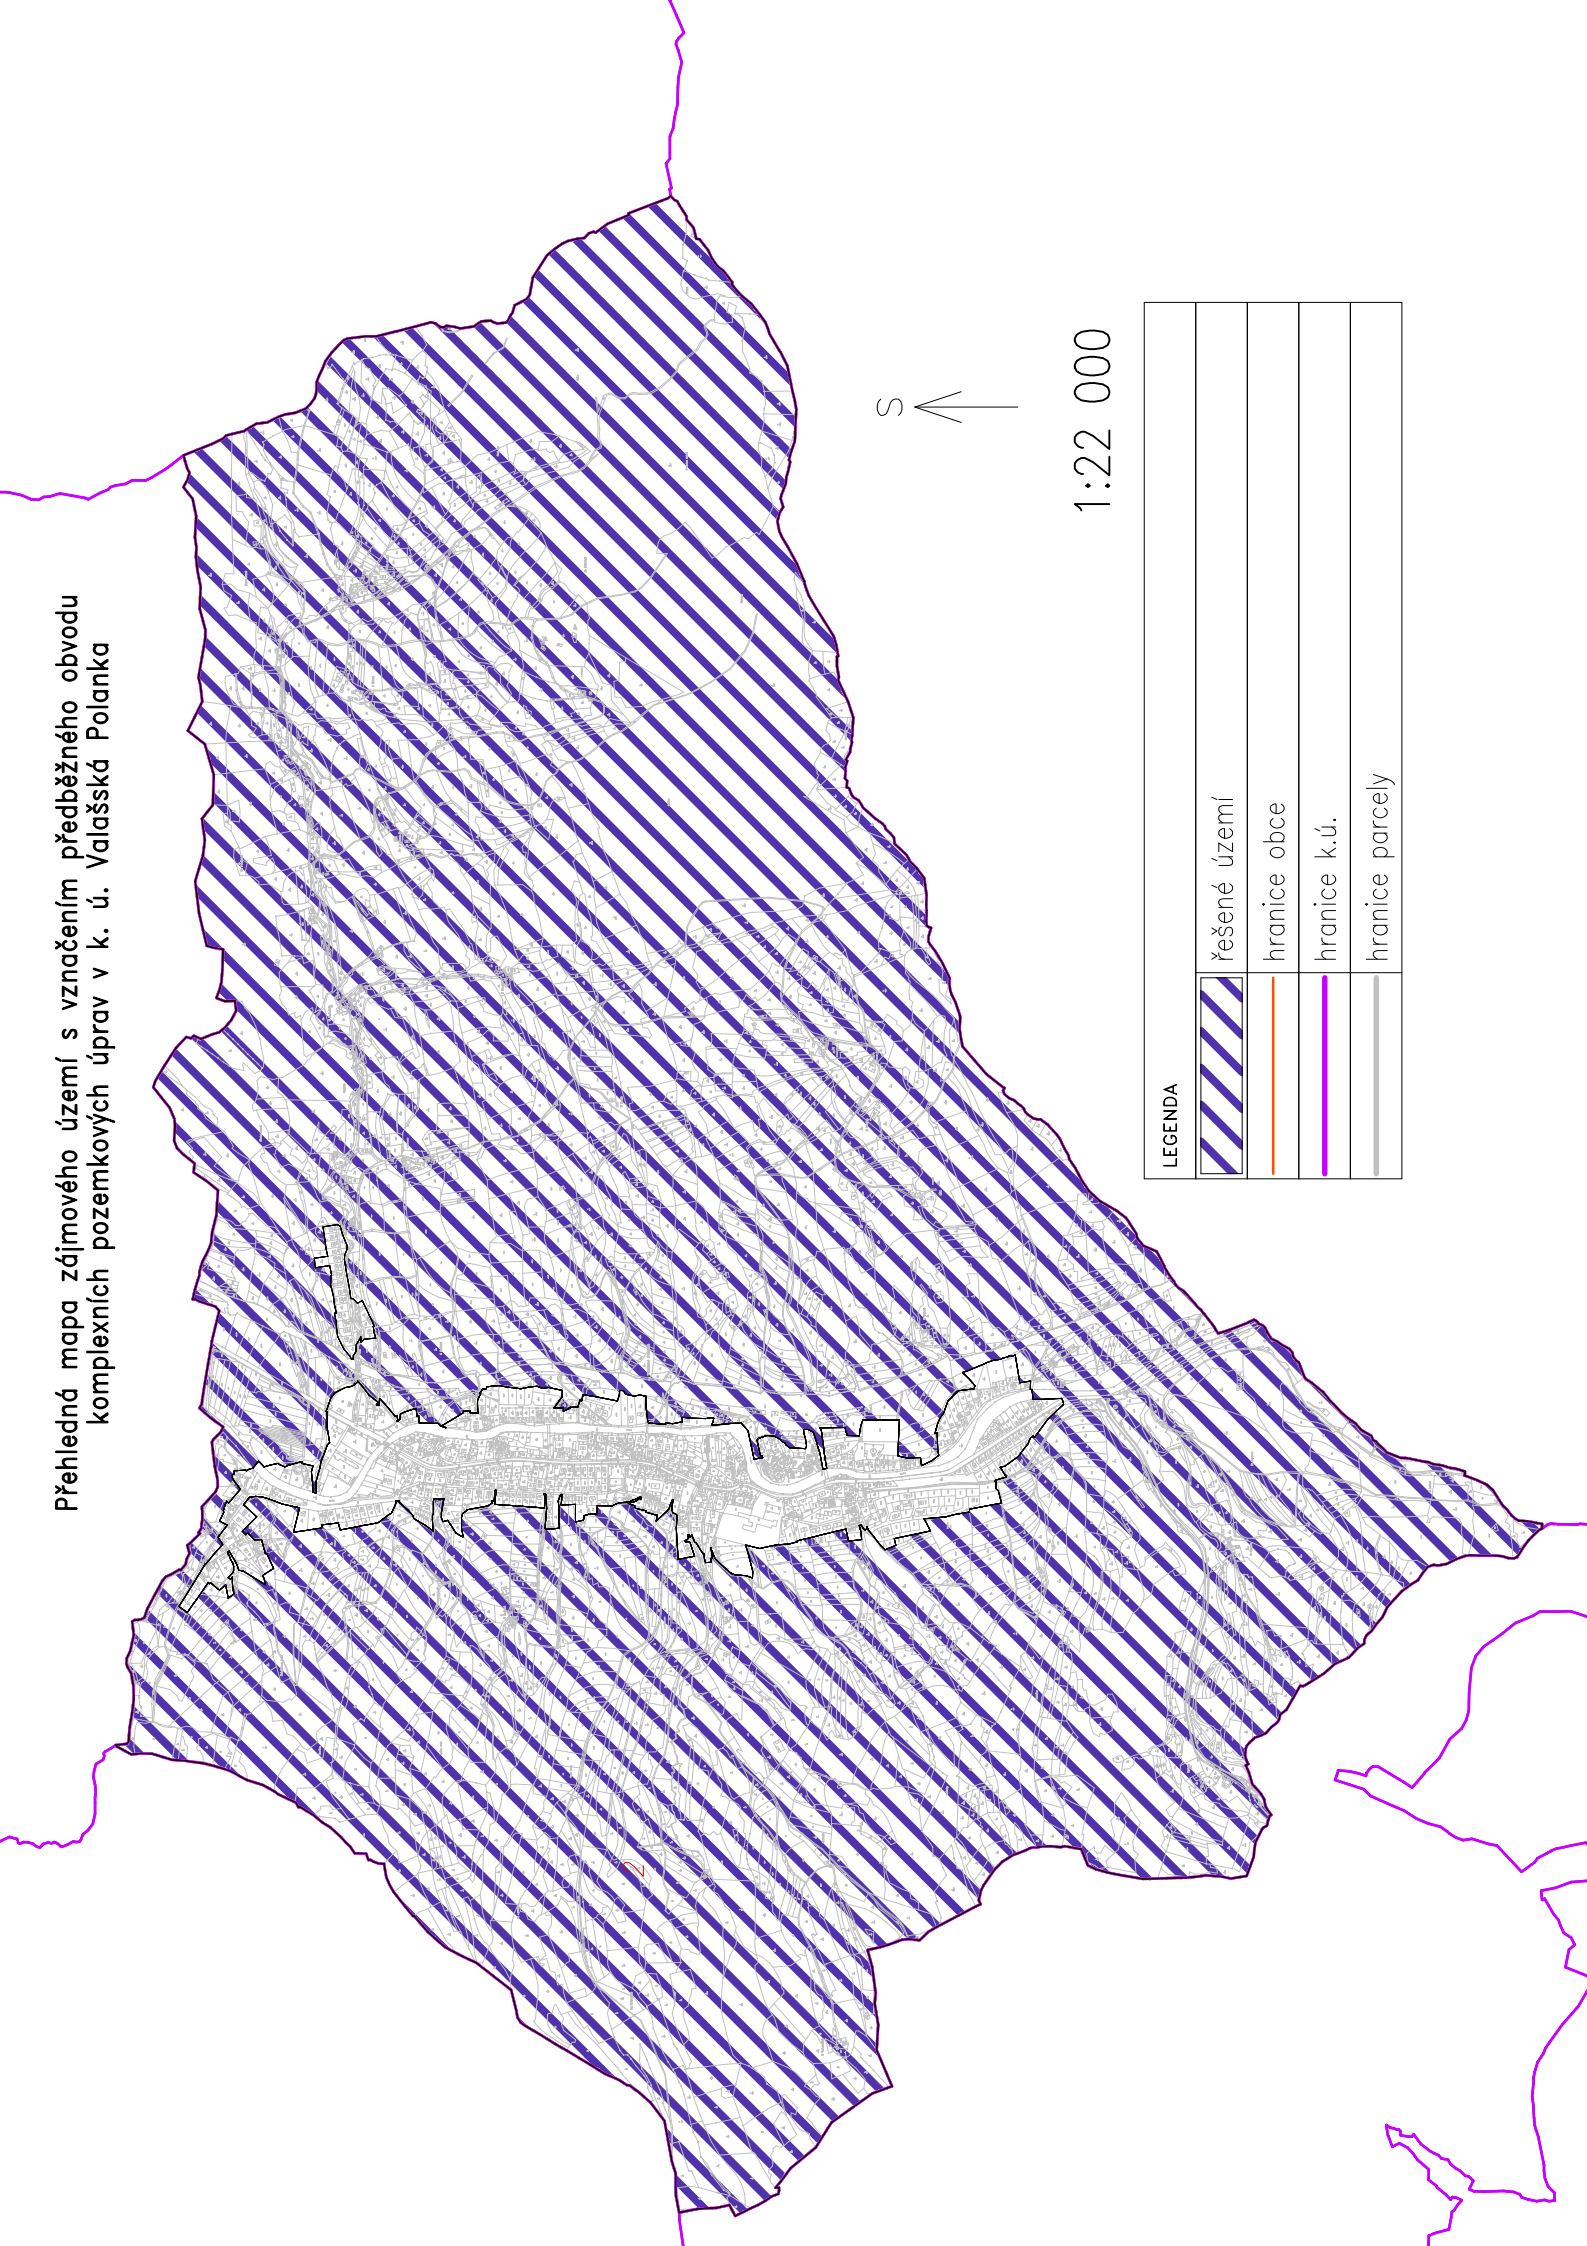 Přehledná mapa zájmového území s vznačením předběžného obvodu
komplexních pozemkových úprav v k. ú. Valašská Polanka
S
1:22 000
LEGENDA
řešené území
hranice obce
hranice k.ú.
hranice parcely